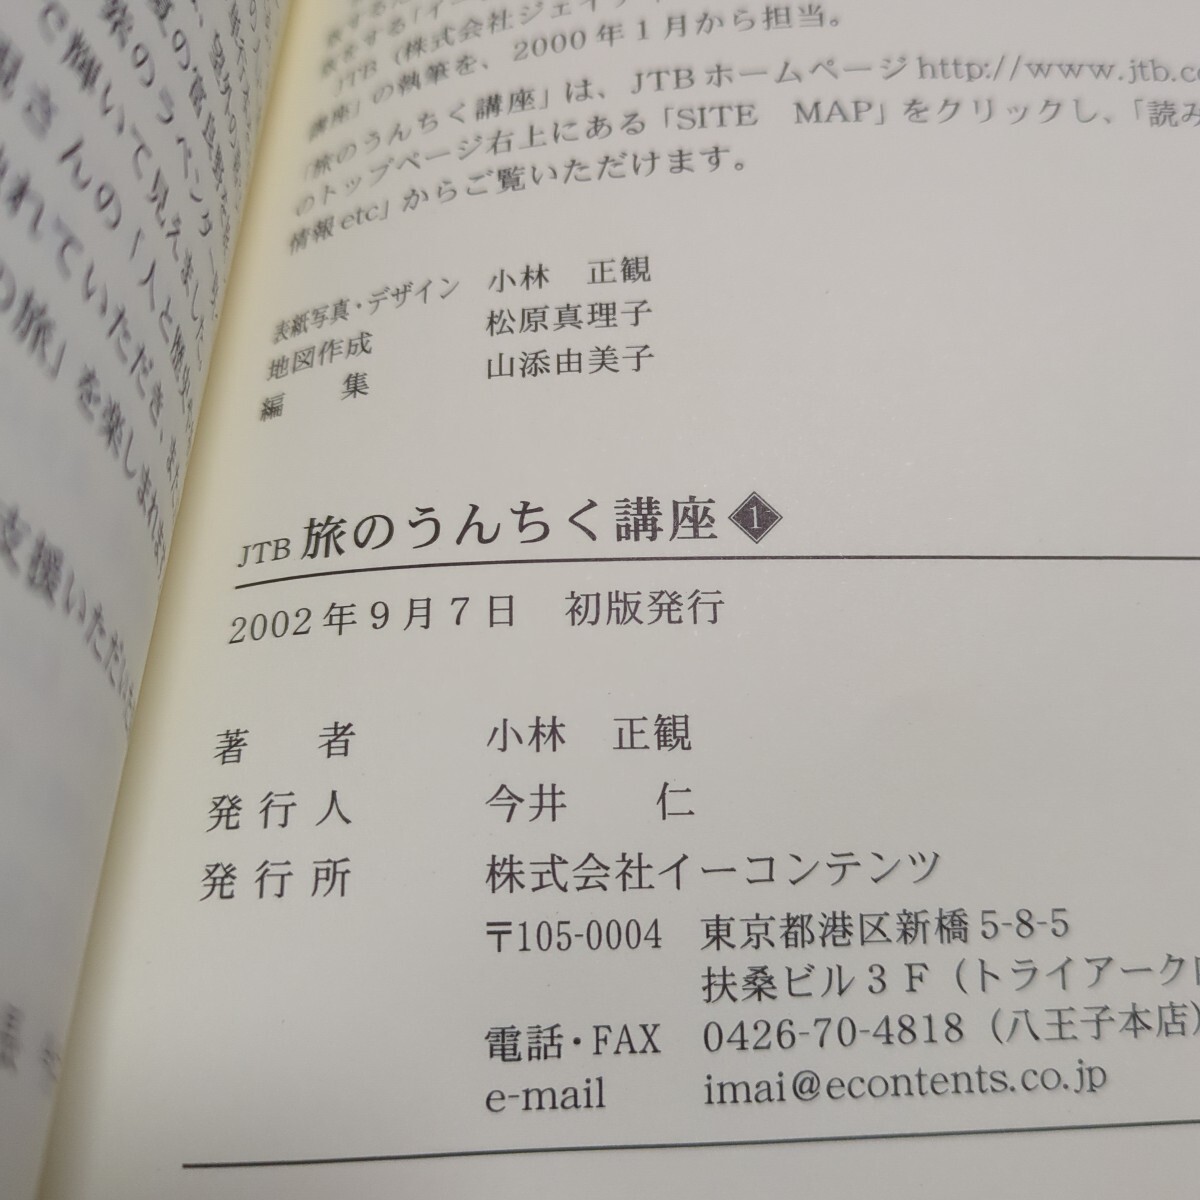 JTB(株式会社ジェイ
講座」の執筆を、2000年1月から担当。
「旅のうんちく講座」は、JTBホームページhttp://www.jtb.co
のトップページ右上にある「SITE MAP」をクリックし、「読み
情報etc」からご覧いただけます。
表紙写真・デザイン 小林 正観
地図作成 松原真理子
編集 山添由美子
JTB 旅のうんちく講座 1
2002年9月7日 初版発行
著者 小林 正観
発行人 今井 仁
発行所 株式会社イーコンテンツ
〒105-0004 東京都港区新橋5-8-5
扶桑ビル3F(トライアーク
電話・FAX 0426-70-4818(八王子本店)
e-mail imai@econtents.co.jp